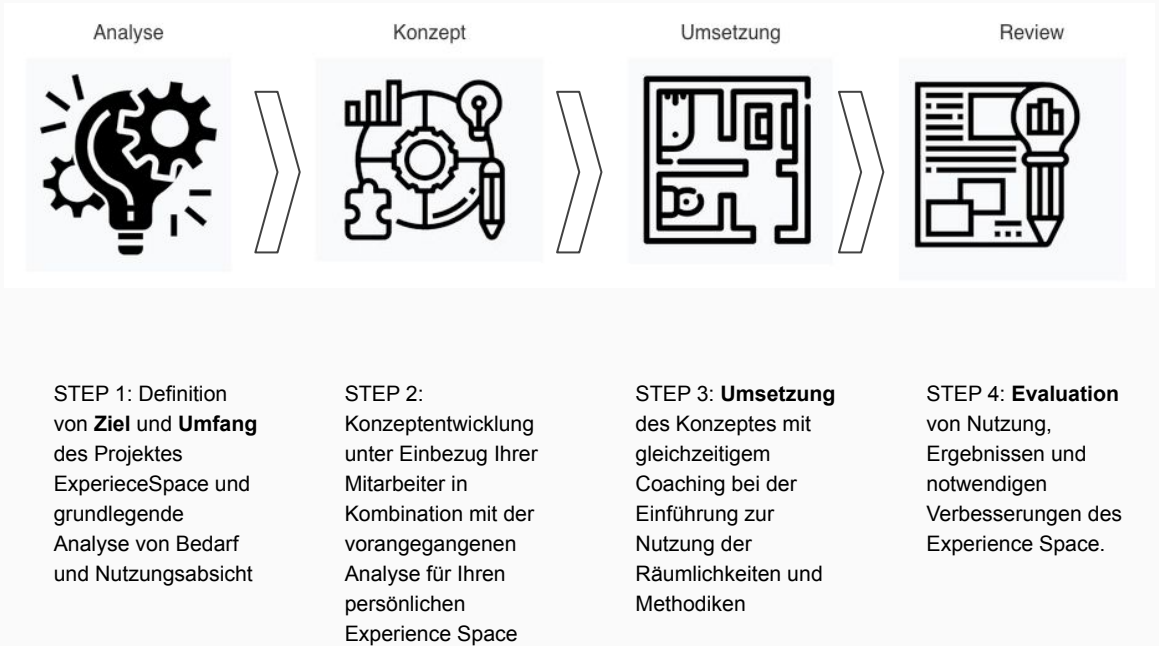 Analyse
Konzept
Umsetzung
Review
STEP 1: Definition
von Ziel und Umfang
des Projektes
ExperieceSpace und
grundlegende
Analyse von Bedarf
und Nutzungsabsicht
STEP 2:
Konzeptentwicklung
unter Einbezug Ihrer
Mitarbeiter in
Kombination mit der
vorangegangenen
Analyse für Ihren
persönlichen
Experience Space
STEP 3: Umsetzung
des Konzeptes mit
gleichzeitigem
Coaching bei der
Einführung zur
Nutzung der
Räumlichkeiten und
Methodiken
STEP 4: Evaluation
von Nutzung,
Ergebnissen und
notwendigen
Verbesserungen des
Experience Space.